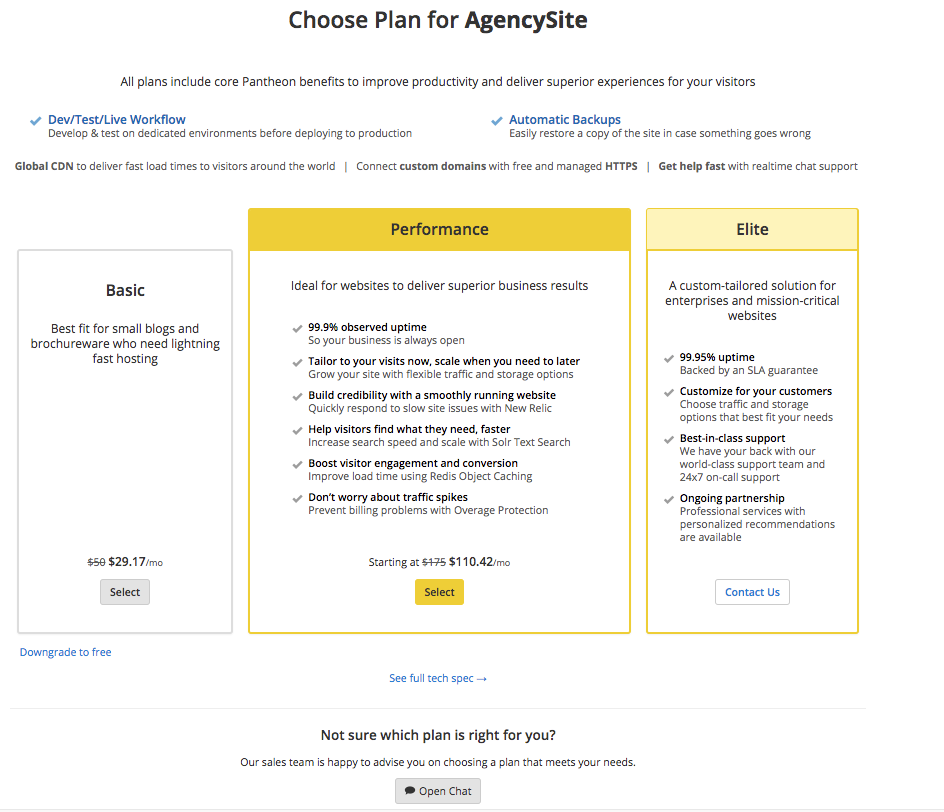 Choose Plan for AgencySite
All plans include core Pantheon benefits to improve productivity and deliver superior experiences for your visitors
Dev/Test/Live Workflow
Develop & test on dedicated environments before deploying to production
Automatic Backups
Easily restore a copy of the site in case something goes wrong
Global CDN to deliver fast load times to visitors around the world | Connect custom domains with free and managed HTTPS | Get help fast with realtime chat support
Basic
Best fit for small blogs and
brochureware who need lightning
fast hosting
$50 $29.17/mo
Select
Performance
Ideal for websites to deliver superior business results
99.9% observed uptime
So your business is always open
Tailor to your visits now, scale when you need to later
Grow your site with flexible traffic and storage options
Build credibility with a smoothly running website
Quickly respond to slow site issues with New Relic
Help visitors find what they need, faster
Increase search speed and scale with Solr Text Search
Boost visitor engagement and conversion
Improve load time using Redis Object Caching
Don't worry about traffic spikes
Prevent billing problems with Overage Protection
Starting at $175 $110.42/mo
Select
Elite
A custom-tailored solution for
enterprises and mission-critical
websites
99.95% uptime
Backed by an SLA guarantee
Customize for your customers
Choose traffic and storage
options that best fit your needs
Best-in-class support
We have your back with our
world-class support team and
24x7 on-call support
Ongoing partnership
Professional services with
personalized recommendations
are available
Contact Us
Downgrade to free
See full tech spec →
Not sure which plan is right for you?
Our sales team is happy to advise you on choosing a plan that meets your needs.
Open Chat